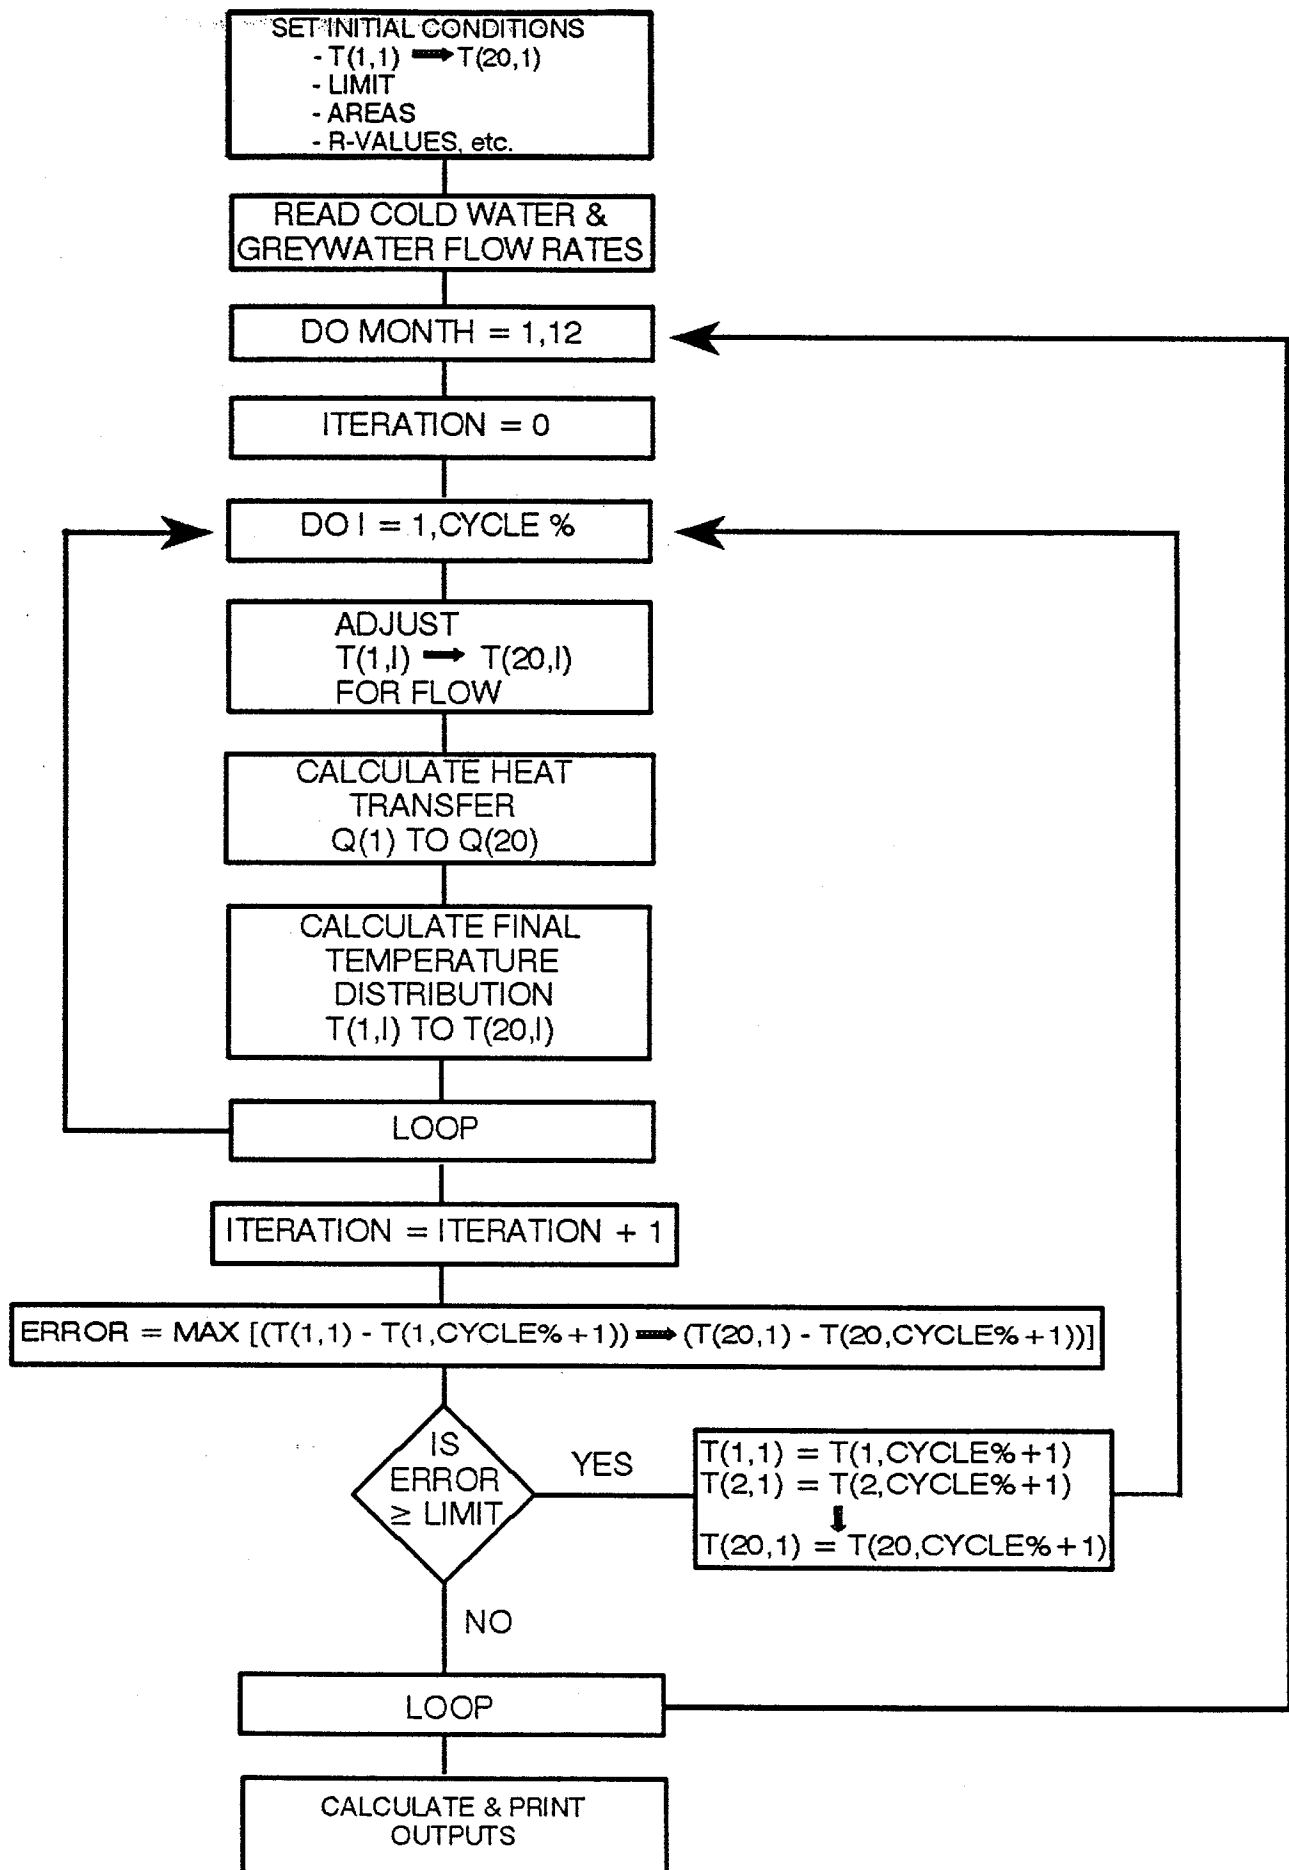 SET INITIAL CONDITIONS
- T(1,1) ➡ T(20,1)
- LIMIT
- AREAS
- R-VALUES, etc.
READ COLD WATER &
GREYWATER FLOW RATES
DO MONTH = 1,12
ITERATION = 0
DO I = 1,CYCLE %
ADJUST
T(1,I) ➡ T(20,I)
FOR FLOW
CALCULATE HEAT
TRANSFER
Q(1) TO Q(20)
CALCULATE FINAL
TEMPERATURE
DISTRIBUTION
T(1,I) TO T(20,I)
LOOP
ITERATION = ITERATION + 1
ERROR = MAX [(T(1,1) - T(1,CYCLE%+1)) ➡ (T(20,1) - T(20,CYCLE%+1))]
IS
ERROR
≥ LIMIT
YES
T(1,1) = T(1,CYCLE%+1)
T(2,1) = T(2,CYCLE%+1)
⬇
T(20,1) = T(20,CYCLE%+1)
NO
LOOP
CALCULATE & PRINT
OUTPUTS